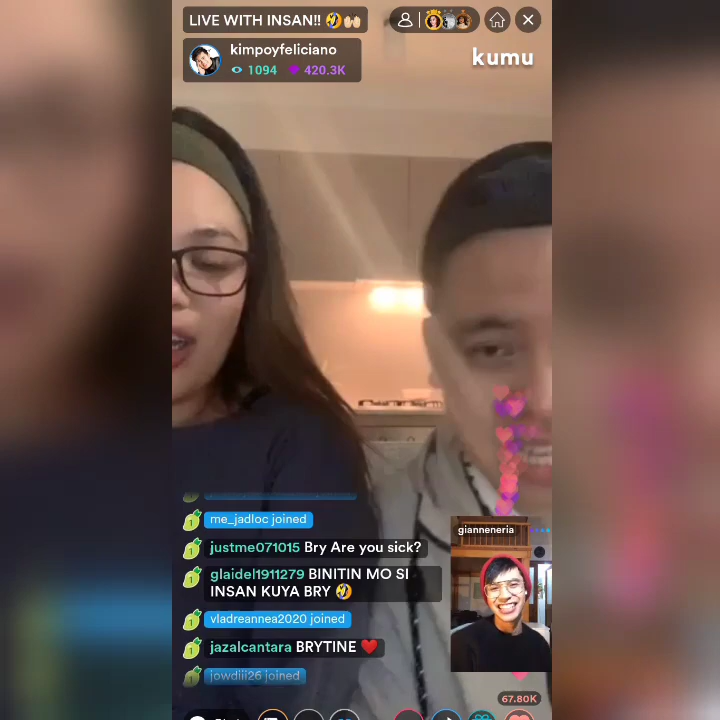 LIVE WITH INSAN!! 🤣🙌🏻
kimpoyfeliciano
1094 420.3K
kumu
me_jadloc joined
justme071015 Bry Are you sick?
gianneneria
glaidel1911279 BINITIN MO SI
INSAN KUYA BRY 🤣
vladreannea2020 joined
jazalcantara BRYTINE ❤️
jowdiii26 joined
67.80K